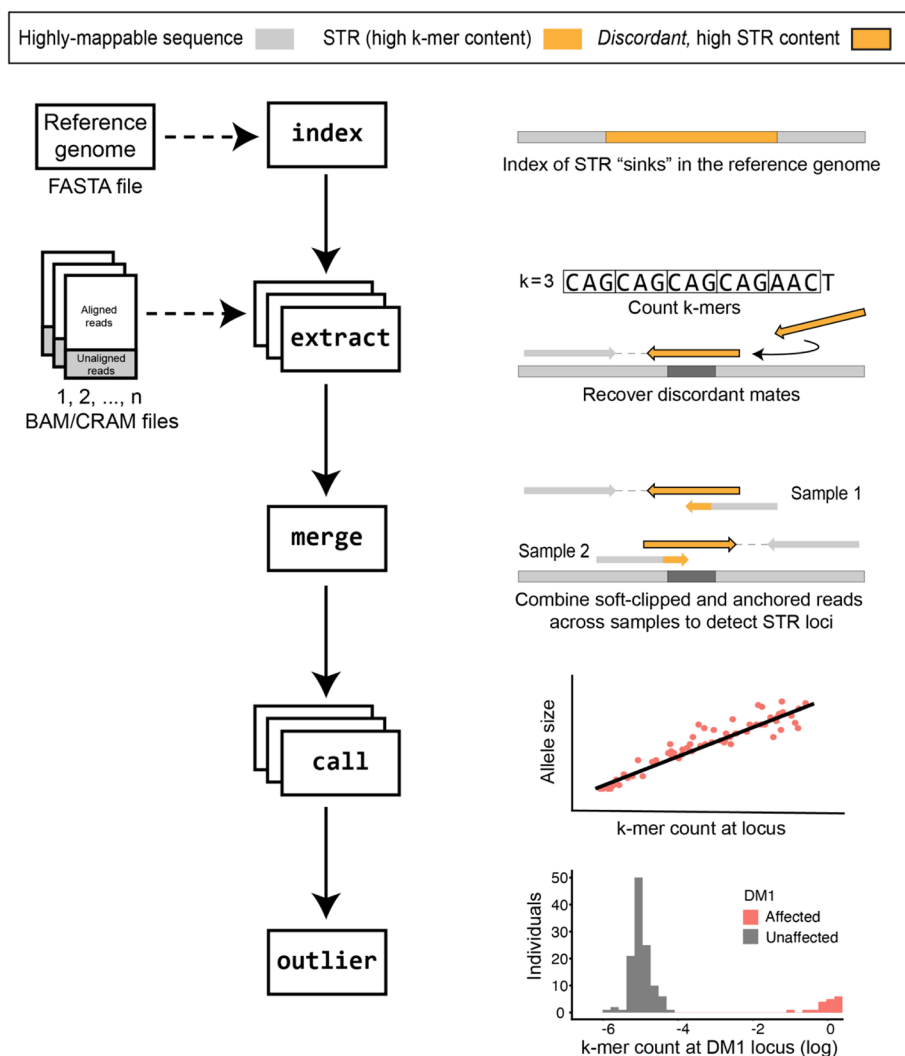 Highly-mappable sequence STR (high k-mer content) Discordant, high STR content
Reference
genome
FASTA file
index
Index of STR “sinks” in the reference genome
Aligned
reads
Unaligned
reads
1, 2, ..., n
BAM/CRAM files
extract
k=3 CAGCAGCAGCAGAACT
Count k-mers
Recover discordant mates
merge
Sample 1
Sample 2
Combine soft-clipped and anchored reads
across samples to detect STR loci
call
Allele size
k-mer count at locus
outlier
Individuals
50
40
30
20
10
0
DM1
Affected
Unaffected
-6 -4 -2 0
k-mer count at DM1 locus (log)